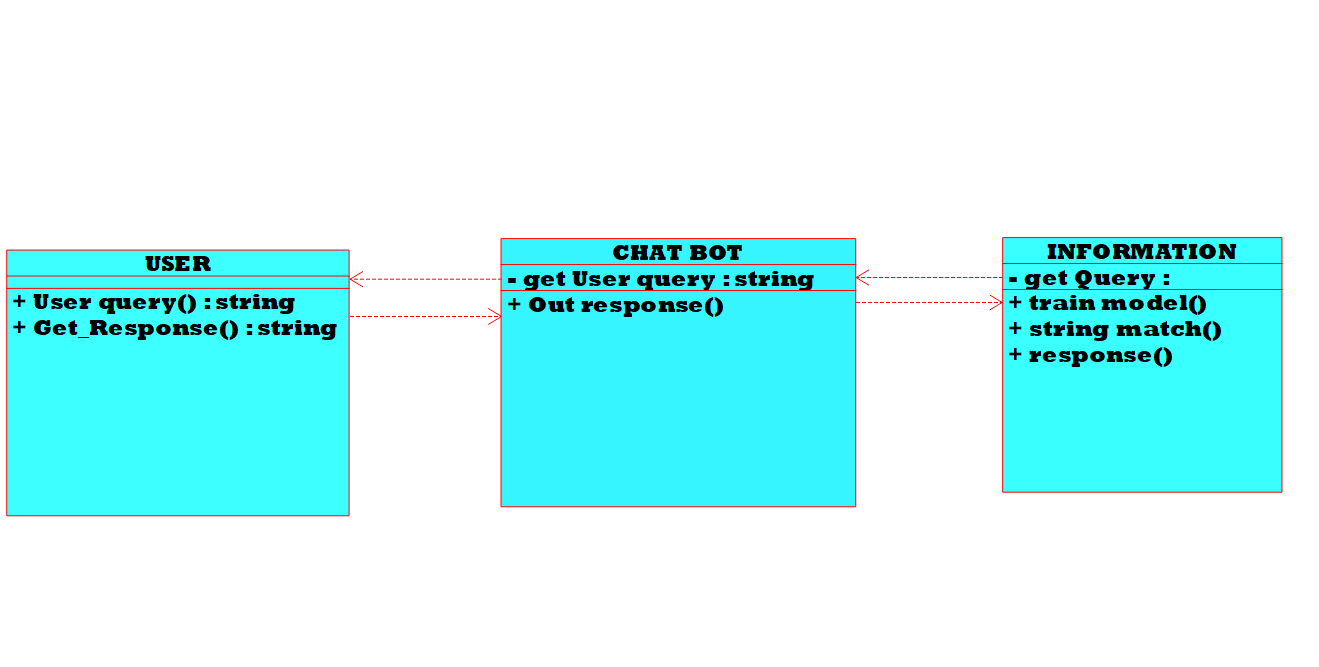 USER
+ User query() : string
+ Get_Response() : string
CHAT BOT
- get User query : string
+ Out response()
INFORMATION
- get Query :
+ train model()
+ string match()
+ response()